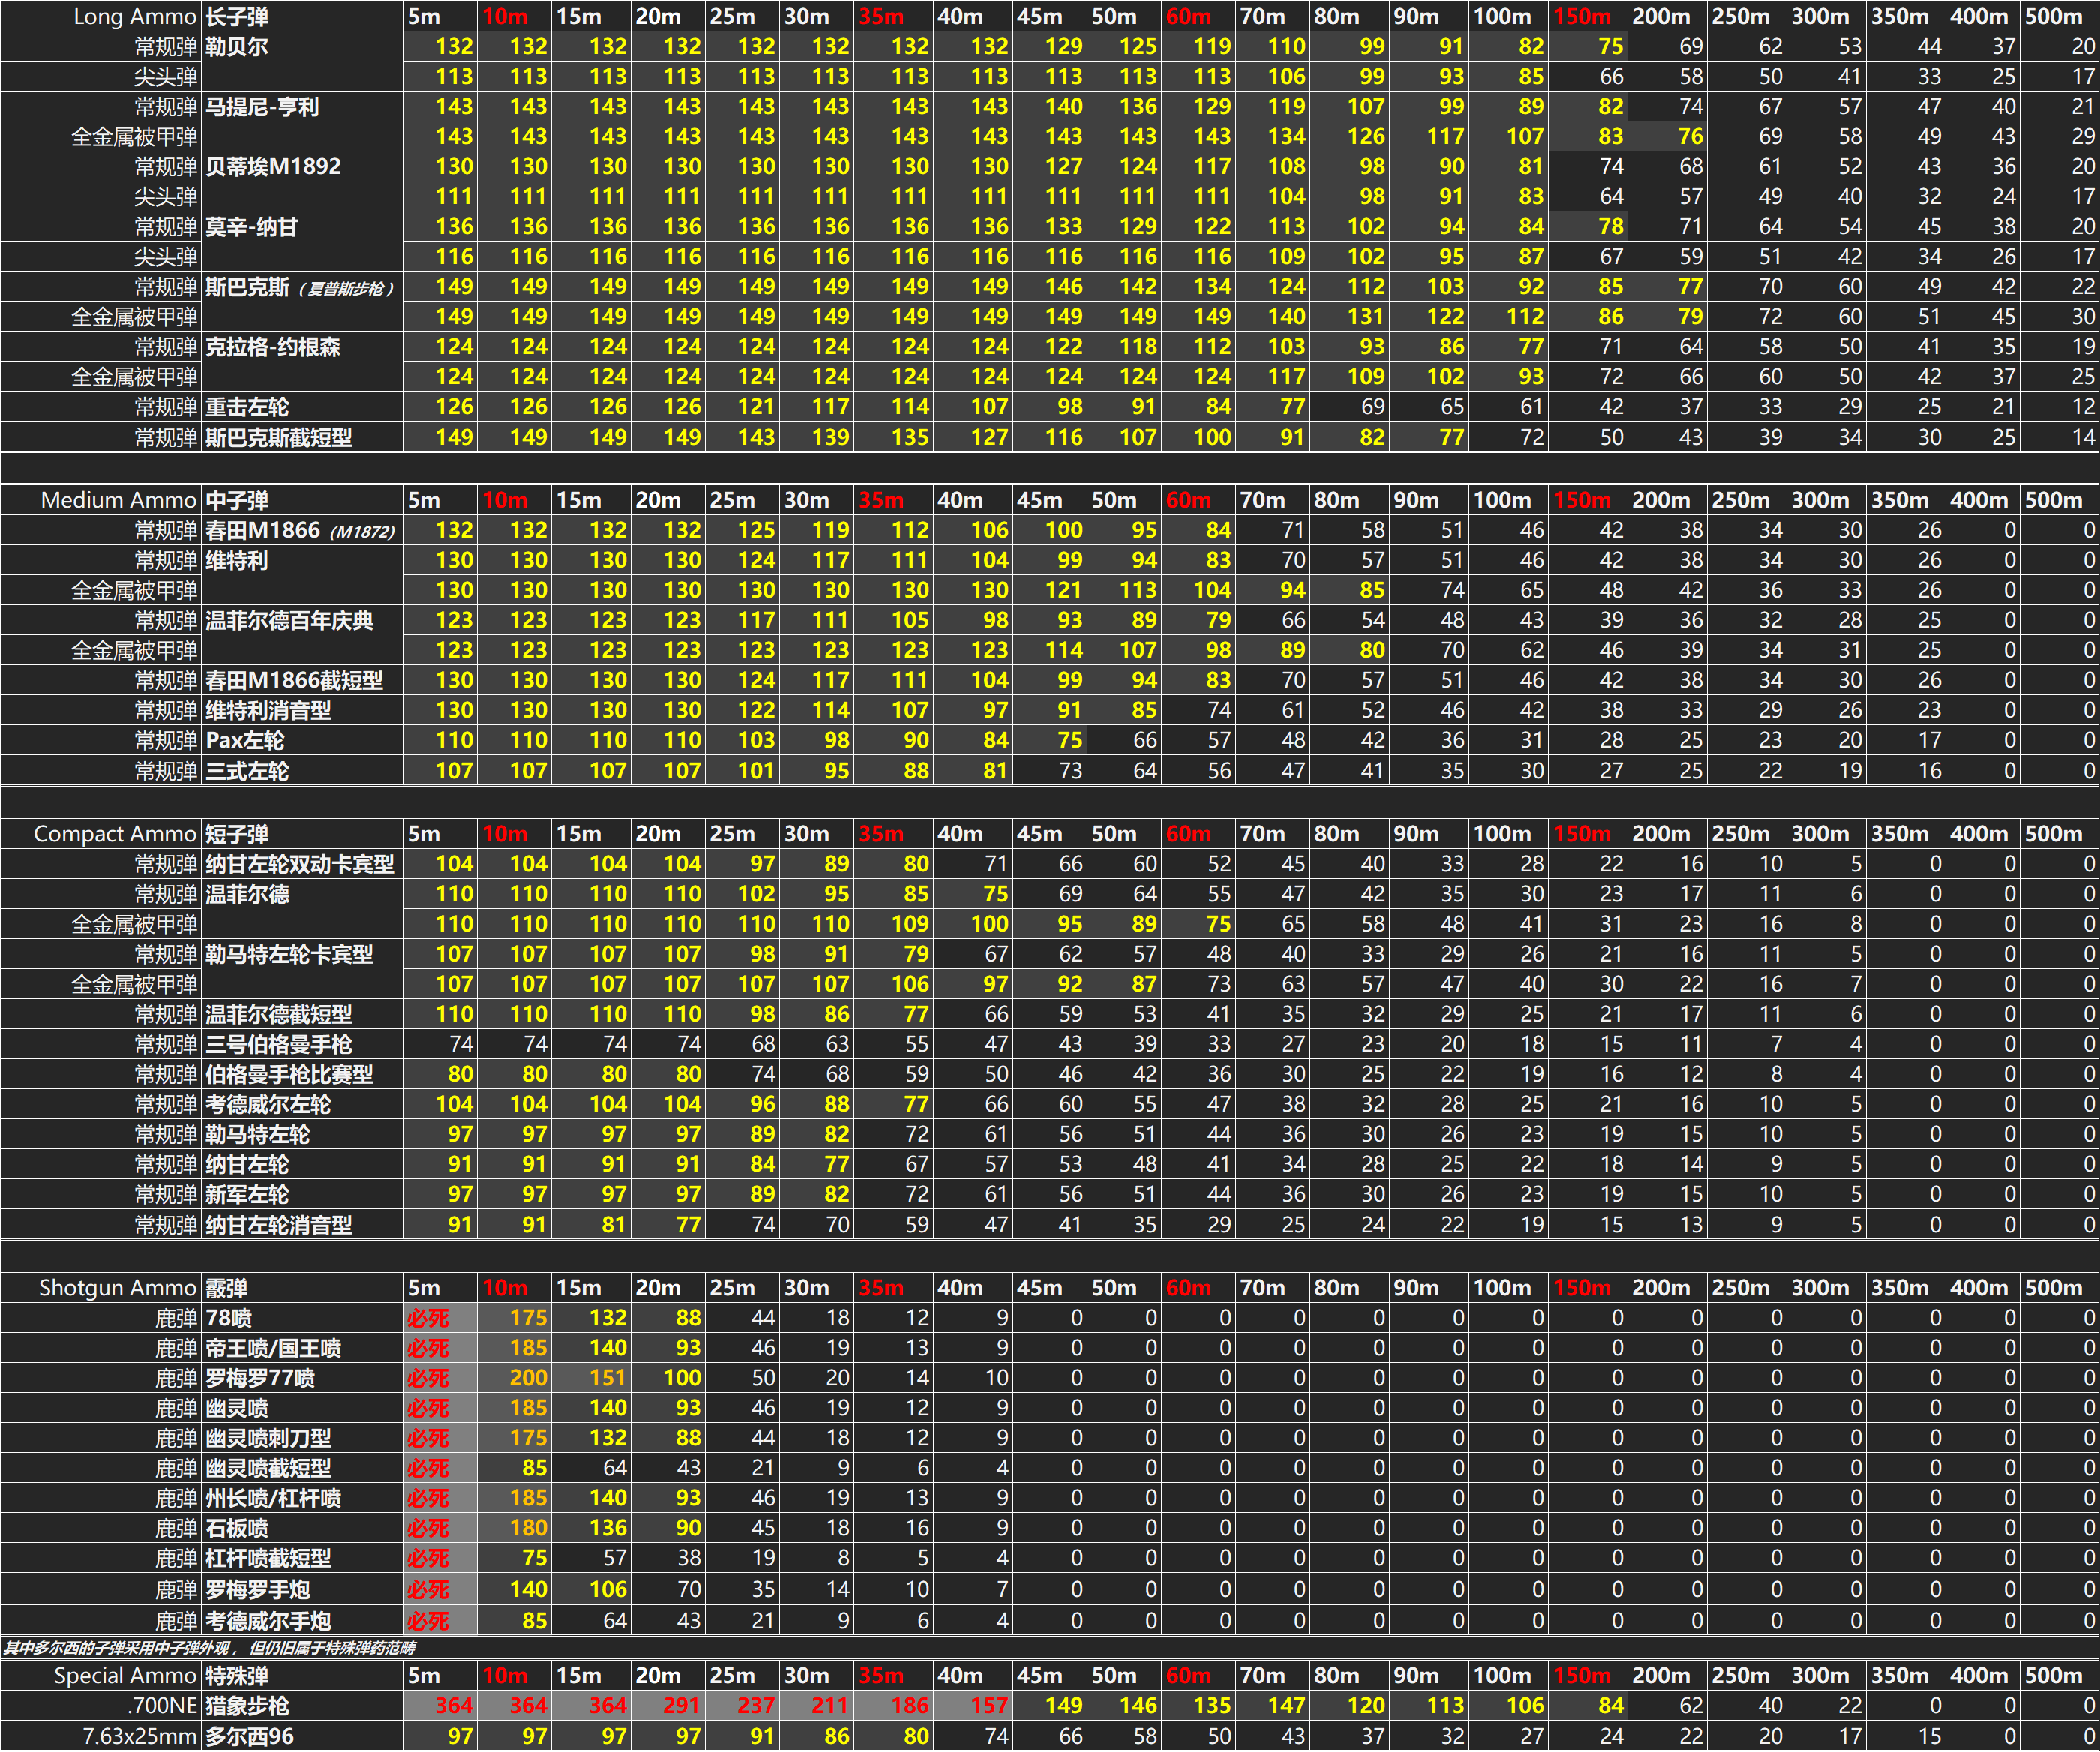 Long Ammo 长子弹 5m 10m 15m 20m 25m 30m 35m 40m 45m 50m 60m 70m 80m 90m 100m 150m 200m 250m 300m 350m 400m 500m
常规弹 勒贝尔 132 132 132 132 132 132 132 132 129 125 119 110 99 91 82 75 69 62 53 44 37 20
尖头弹 113 113 113 113 113 113 113 113 113 113 113 106 99 93 85 66 58 50 41 33 25 17
常规弹 马提尼-亨利 143 143 143 143 143 143 143 143 140 136 129 119 107 99 89 82 74 67 57 47 40 21
全金属被甲弹 143 143 143 143 143 143 143 143 143 143 143 134 126 117 107 83 76 69 58 49 43 29
常规弹 贝蒂埃M1892 130 130 130 130 130 130 130 130 127 124 117 108 98 90 81 74 68 61 52 43 36 20
尖头弹 111 111 111 111 111 111 111 111 111 111 111 104 98 91 83 64 57 49 40 32 24 17
常规弹 莫辛-纳甘 136 136 136 136 136 136 136 136 133 129 122 113 102 94 84 78 71 64 54 45 38 20
尖头弹 116 116 116 116 116 116 116 116 116 116 116 109 102 95 87 67 59 51 42 34 26 17
常规弹 斯巴克斯（夏普斯步枪） 149 149 149 149 149 149 149 149 146 142 134 124 112 103 92 85 77 70 60 49 42 22
全金属被甲弹 149 149 149 149 149 149 149 149 149 149 149 140 131 122 112 86 79 72 60 51 45 30
常规弹 克拉格-约根森 124 124 124 124 124 124 124 124 122 118 112 103 93 86 77 71 64 58 50 41 35 19
全金属被甲弹 124 124 124 124 124 124 124 124 124 124 124 117 109 102 93 72 66 60 50 42 37 25
常规弹 重击左轮 126 126 126 126 121 117 114 107 98 91 84 77 69 65 61 42 37 33 29 25 21 12
常规弹 斯巴克斯截短型 149 149 149 149 143 139 135 127 116 107 100 91 82 77 72 50 43 39 34 30 25 14
Medium Ammo 中子弹 5m 10m 15m 20m 25m 30m 35m 40m 45m 50m 60m 70m 80m 90m 100m 150m 200m 250m 300m 350m 400m 500m
常规弹 春田M1866 (M1872) 132 132 132 132 125 119 112 106 100 95 84 71 58 51 46 42 38 34 30 26 0 0
常规弹 维特利 130 130 130 130 124 117 111 104 99 94 83 70 57 51 46 42 38 34 30 26 0 0
全金属被甲弹 130 130 130 130 130 130 130 130 121 113 104 94 85 74 65 48 42 36 33 26 0 0
常规弹 温菲尔德百年庆典 123 123 123 123 117 111 105 98 93 89 79 66 54 48 43 39 36 32 28 25 0 0
全金属被甲弹 123 123 123 123 123 123 123 123 114 107 98 89 80 70 62 46 39 34 31 25 0 0
常规弹 春田M1866截短型 130 130 130 130 124 117 111 104 99 94 83 70 57 51 46 42 38 34 30 26 0 0
常规弹 维特利消音型 130 130 130 130 122 114 107 97 91 85 74 61 52 46 42 38 33 29 26 23 0 0
常规弹 Pax左轮 110 110 110 110 103 98 90 84 75 66 57 48 42 36 31 28 25 23 20 17 0 0
常规弹 三式左轮 107 107 107 107 101 95 88 81 73 64 56 47 41 35 30 27 25 22 19 16 0 0
Compact Ammo 短子弹 5m 10m 15m 20m 25m 30m 35m 40m 45m 50m 60m 70m 80m 90m 100m 150m 200m 250m 300m 350m 400m 500m
常规弹 纳甘左轮双动卡宾型 104 104 104 104 97 89 80 71 66 60 52 45 40 33 28 22 16 10 5 0 0 0
常规弹 温菲尔德 110 110 110 110 102 95 85 75 69 64 55 47 42 35 30 23 17 11 6 0 0 0
全金属被甲弹 110 110 110 110 110 110 109 100 95 89 75 65 58 48 41 31 23 16 8 0 0 0
常规弹 勒马特左轮卡宾型 107 107 107 107 98 91 79 67 62 57 48 40 33 29 26 21 16 11 5 0 0 0
全金属被甲弹 107 107 107 107 107 107 106 97 92 87 73 63 57 47 40 30 22 16 7 0 0 0
常规弹 温菲尔德截短型 110 110 110 110 98 86 77 66 59 53 41 35 32 29 25 21 17 11 6 0 0 0
常规弹 三号伯格曼手枪 74 74 74 74 68 63 55 47 43 39 33 27 23 20 18 15 11 7 4 0 0 0
常规弹 伯格曼手枪比赛型 80 80 80 80 74 68 59 50 46 42 36 30 25 22 19 16 12 8 4 0 0 0
常规弹 考德威尔左轮 104 104 104 104 96 88 77 66 60 55 47 38 32 28 25 21 16 10 5 0 0 0
常规弹 勒马特左轮 97 97 97 97 89 82 72 61 56 51 44 36 30 26 23 19 15 10 5 0 0 0
常规弹 纳甘左轮 91 91 91 91 84 77 67 57 53 48 41 34 28 25 22 18 14 9 5 0 0 0
常规弹 新军左轮 97 97 97 97 89 82 72 61 56 51 44 36 30 26 23 19 15 10 5 0 0 0
常规弹 纳甘左轮消音型 91 91 81 77 74 70 59 47 41 35 29 25 24 22 19 15 13 9 5 0 0 0
Shotgun Ammo 霰弹 5m 10m 15m 20m 25m 30m 35m 40m 45m 50m 60m 70m 80m 90m 100m 150m 200m 250m 300m 350m 400m 500m
鹿弹 78喷 必死 175 132 88 44 18 12 9 0 0 0 0 0 0 0 0 0 0 0 0 0 0
鹿弹 帝王喷/国王喷 必死 185 140 93 46 19 13 9 0 0 0 0 0 0 0 0 0 0 0 0 0 0
鹿弹 罗梅罗77喷 必死 200 151 100 50 20 14 10 0 0 0 0 0 0 0 0 0 0 0 0 0 0
鹿弹 幽灵喷 必死 185 140 93 46 19 12 9 0 0 0 0 0 0 0 0 0 0 0 0 0 0
鹿弹 幽灵喷刺刀型 必死 175 132 88 44 18 12 9 0 0 0 0 0 0 0 0 0 0 0 0 0 0
鹿弹 幽灵喷截短型 必死 85 64 43 21 9 6 4 0 0 0 0 0 0 0 0 0 0 0 0 0 0
鹿弹 州长喷/杠杆喷 必死 185 140 93 46 19 13 9 0 0 0 0 0 0 0 0 0 0 0 0 0 0
鹿弹 石板喷 必死 180 136 90 45 18 16 9 0 0 0 0 0 0 0 0 0 0 0 0 0 0
鹿弹 杠杆喷截短型 必死 75 57 38 19 8 5 4 0 0 0 0 0 0 0 0 0 0 0 0 0 0
鹿弹 罗梅罗手炮 必死 140 106 70 35 14 10 7 0 0 0 0 0 0 0 0 0 0 0 0 0 0
鹿弹 考德威尔手炮 必死 85 64 43 21 9 6 4 0 0 0 0 0 0 0 0 0 0 0 0 0 0
其中多尔西的子弹采用中子弹外观，但仍旧属于特殊弹药范畴
Special Ammo 特殊弹 5m 10m 15m 20m 25m 30m 35m 40m 45m 50m 60m 70m 80m 90m 100m 150m 200m 250m 300m 350m 400m 500m
.700NE 猎象步枪 364 364 364 291 237 211 186 157 149 146 135 147 120 113 106 84 62 40 22 0 0 0
7.63x25mm 多尔西96 97 97 97 97 91 86 80 74 66 58 50 43 37 32 27 24 22 20 17 15 0 0